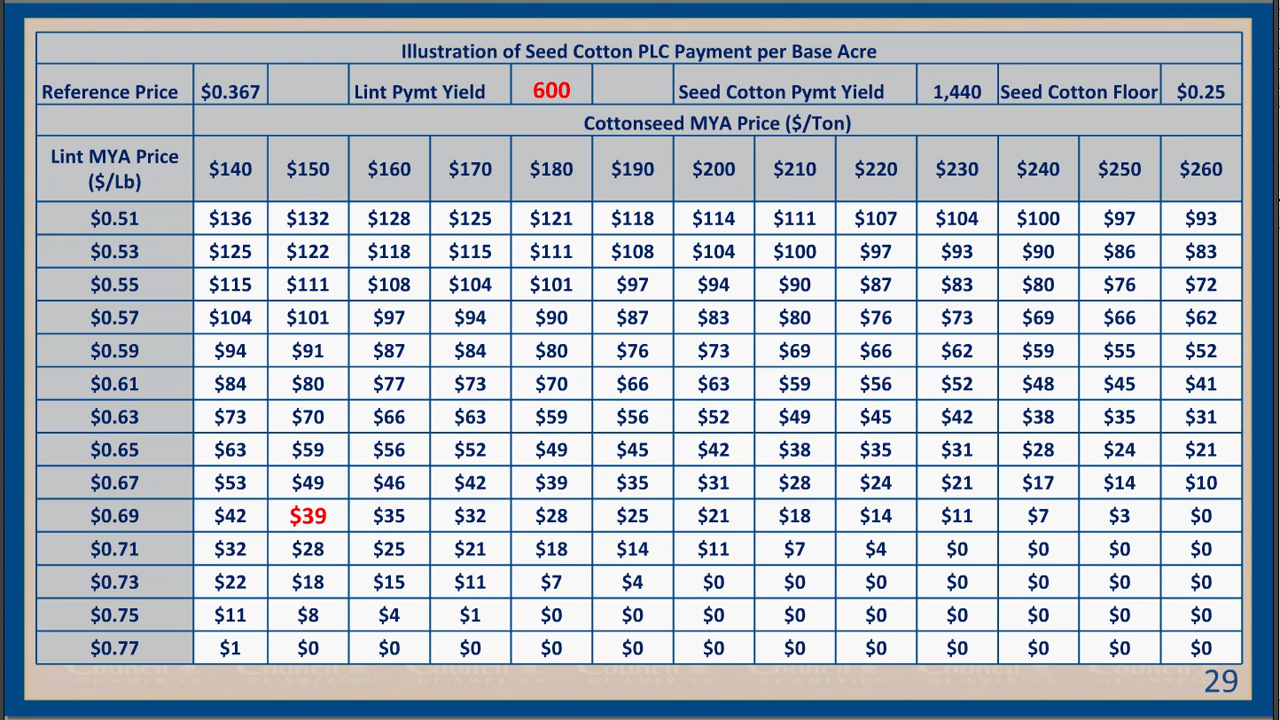 Illustration of Seed Cotton PLC Payment per Base Acre
Reference Price $0.367 Lint Pymt Yield 600 Seed Cotton Pymt Yield 1,440 Seed Cotton Floor $0.25
Cottonseed MYA Price ($/Ton)
Lint MYA Price
($/Lb) $140 $150 $160 $170 $180 $190 $200 $210 $220 $230 $240 $250 $260
$0.51 $136 $132 $128 $125 $121 $118 $114 $111 $107 $104 $100 $97 $93
$0.53 $125 $122 $118 $115 $111 $108 $104 $100 $97 $93 $90 $86 $83
$0.55 $115 $111 $108 $104 $101 $97 $94 $90 $87 $83 $80 $76 $72
$0.57 $104 $101 $97 $94 $90 $87 $83 $80 $76 $73 $69 $66 $62
$0.59 $94 $91 $87 $84 $80 $76 $73 $69 $66 $62 $59 $55 $52
$0.61 $84 $80 $77 $73 $70 $66 $63 $59 $56 $52 $48 $45 $41
$0.63 $73 $70 $66 $63 $59 $56 $52 $49 $45 $42 $38 $35 $31
$0.65 $63 $59 $56 $52 $49 $45 $42 $38 $35 $31 $28 $24 $21
$0.67 $53 $49 $46 $42 $39 $35 $31 $28 $24 $21 $17 $14 $10
$0.69 $42 $39 $35 $32 $28 $25 $21 $18 $14 $11 $7 $3 $0
$0.71 $32 $28 $25 $21 $18 $14 $11 $7 $4 $0 $0 $0 $0
$0.73 $22 $18 $15 $11 $7 $4 $0 $0 $0 $0 $0 $0 $0
$0.75 $11 $8 $4 $1 $0 $0 $0 $0 $0 $0 $0 $0 $0
$0.77 $1 $0 $0 $0 $0 $0 $0 $0 $0 $0 $0 $0 $0
29